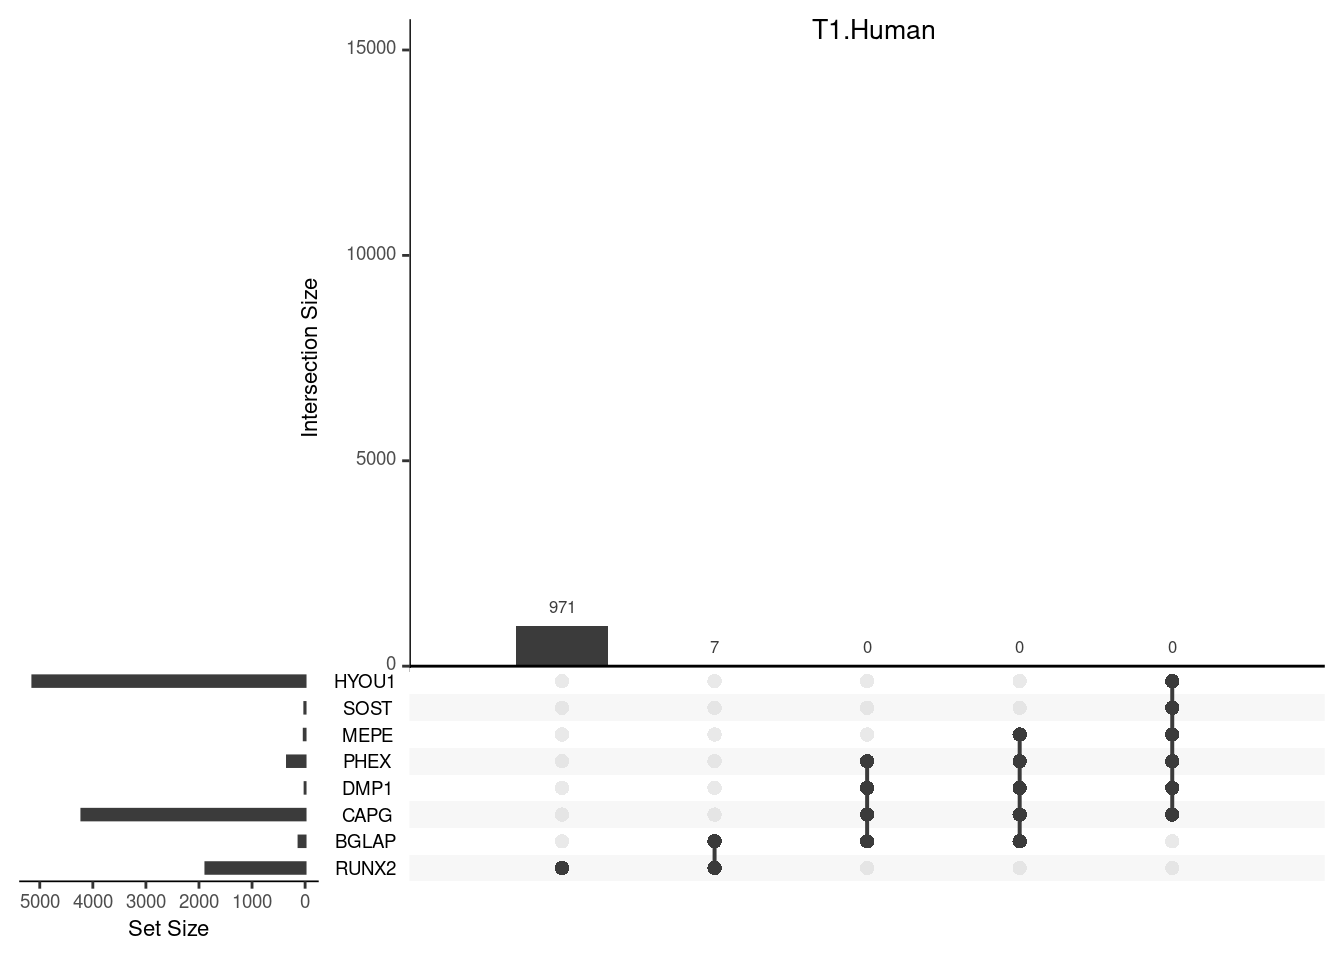 T1.Human
15000
10000
5000
0
Intersection Size
971
7
0
0
0
HYOU1
SOST
MEPE
PHEX
DMP1
CAPG
BGLAP
RUNX2
5000 4000 3000 2000 1000 0
Set Size